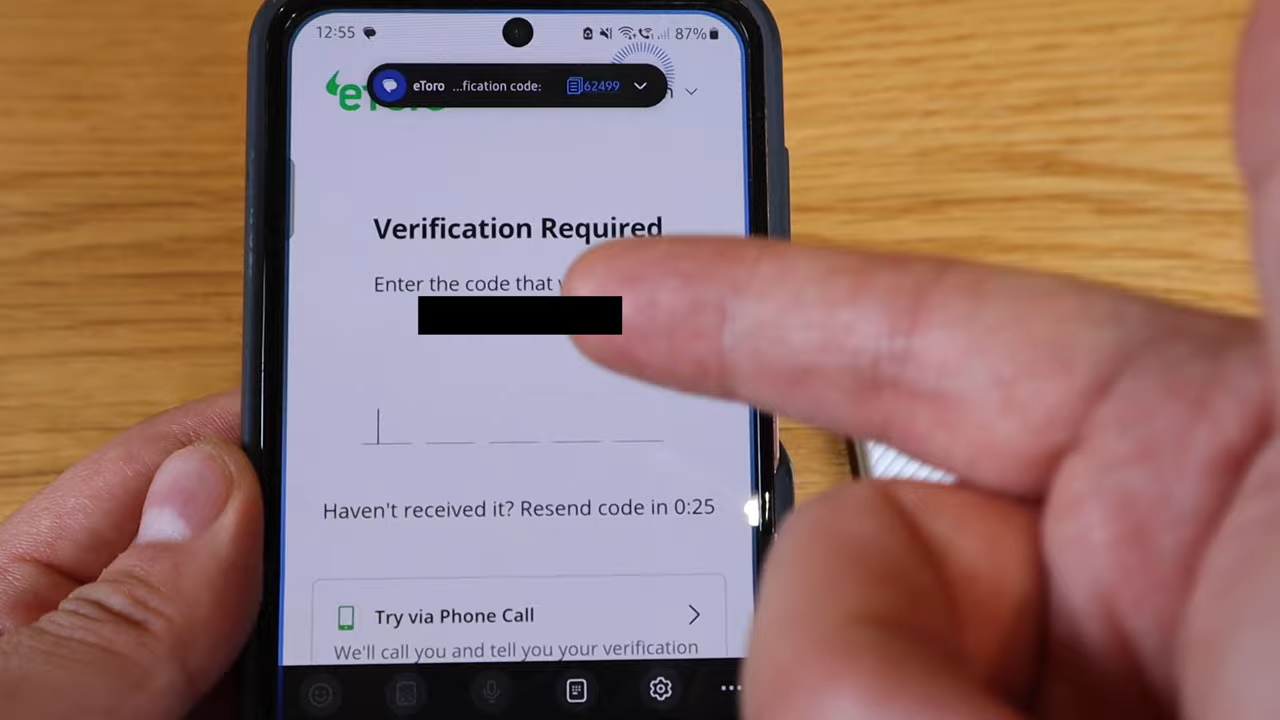 12:55 87%
eToro ...fication code: 62499
eToro
Verification Required
Enter the code that
Haven't received it? Resend code in 0:25
Try via Phone Call
We'll call you and tell you your verification